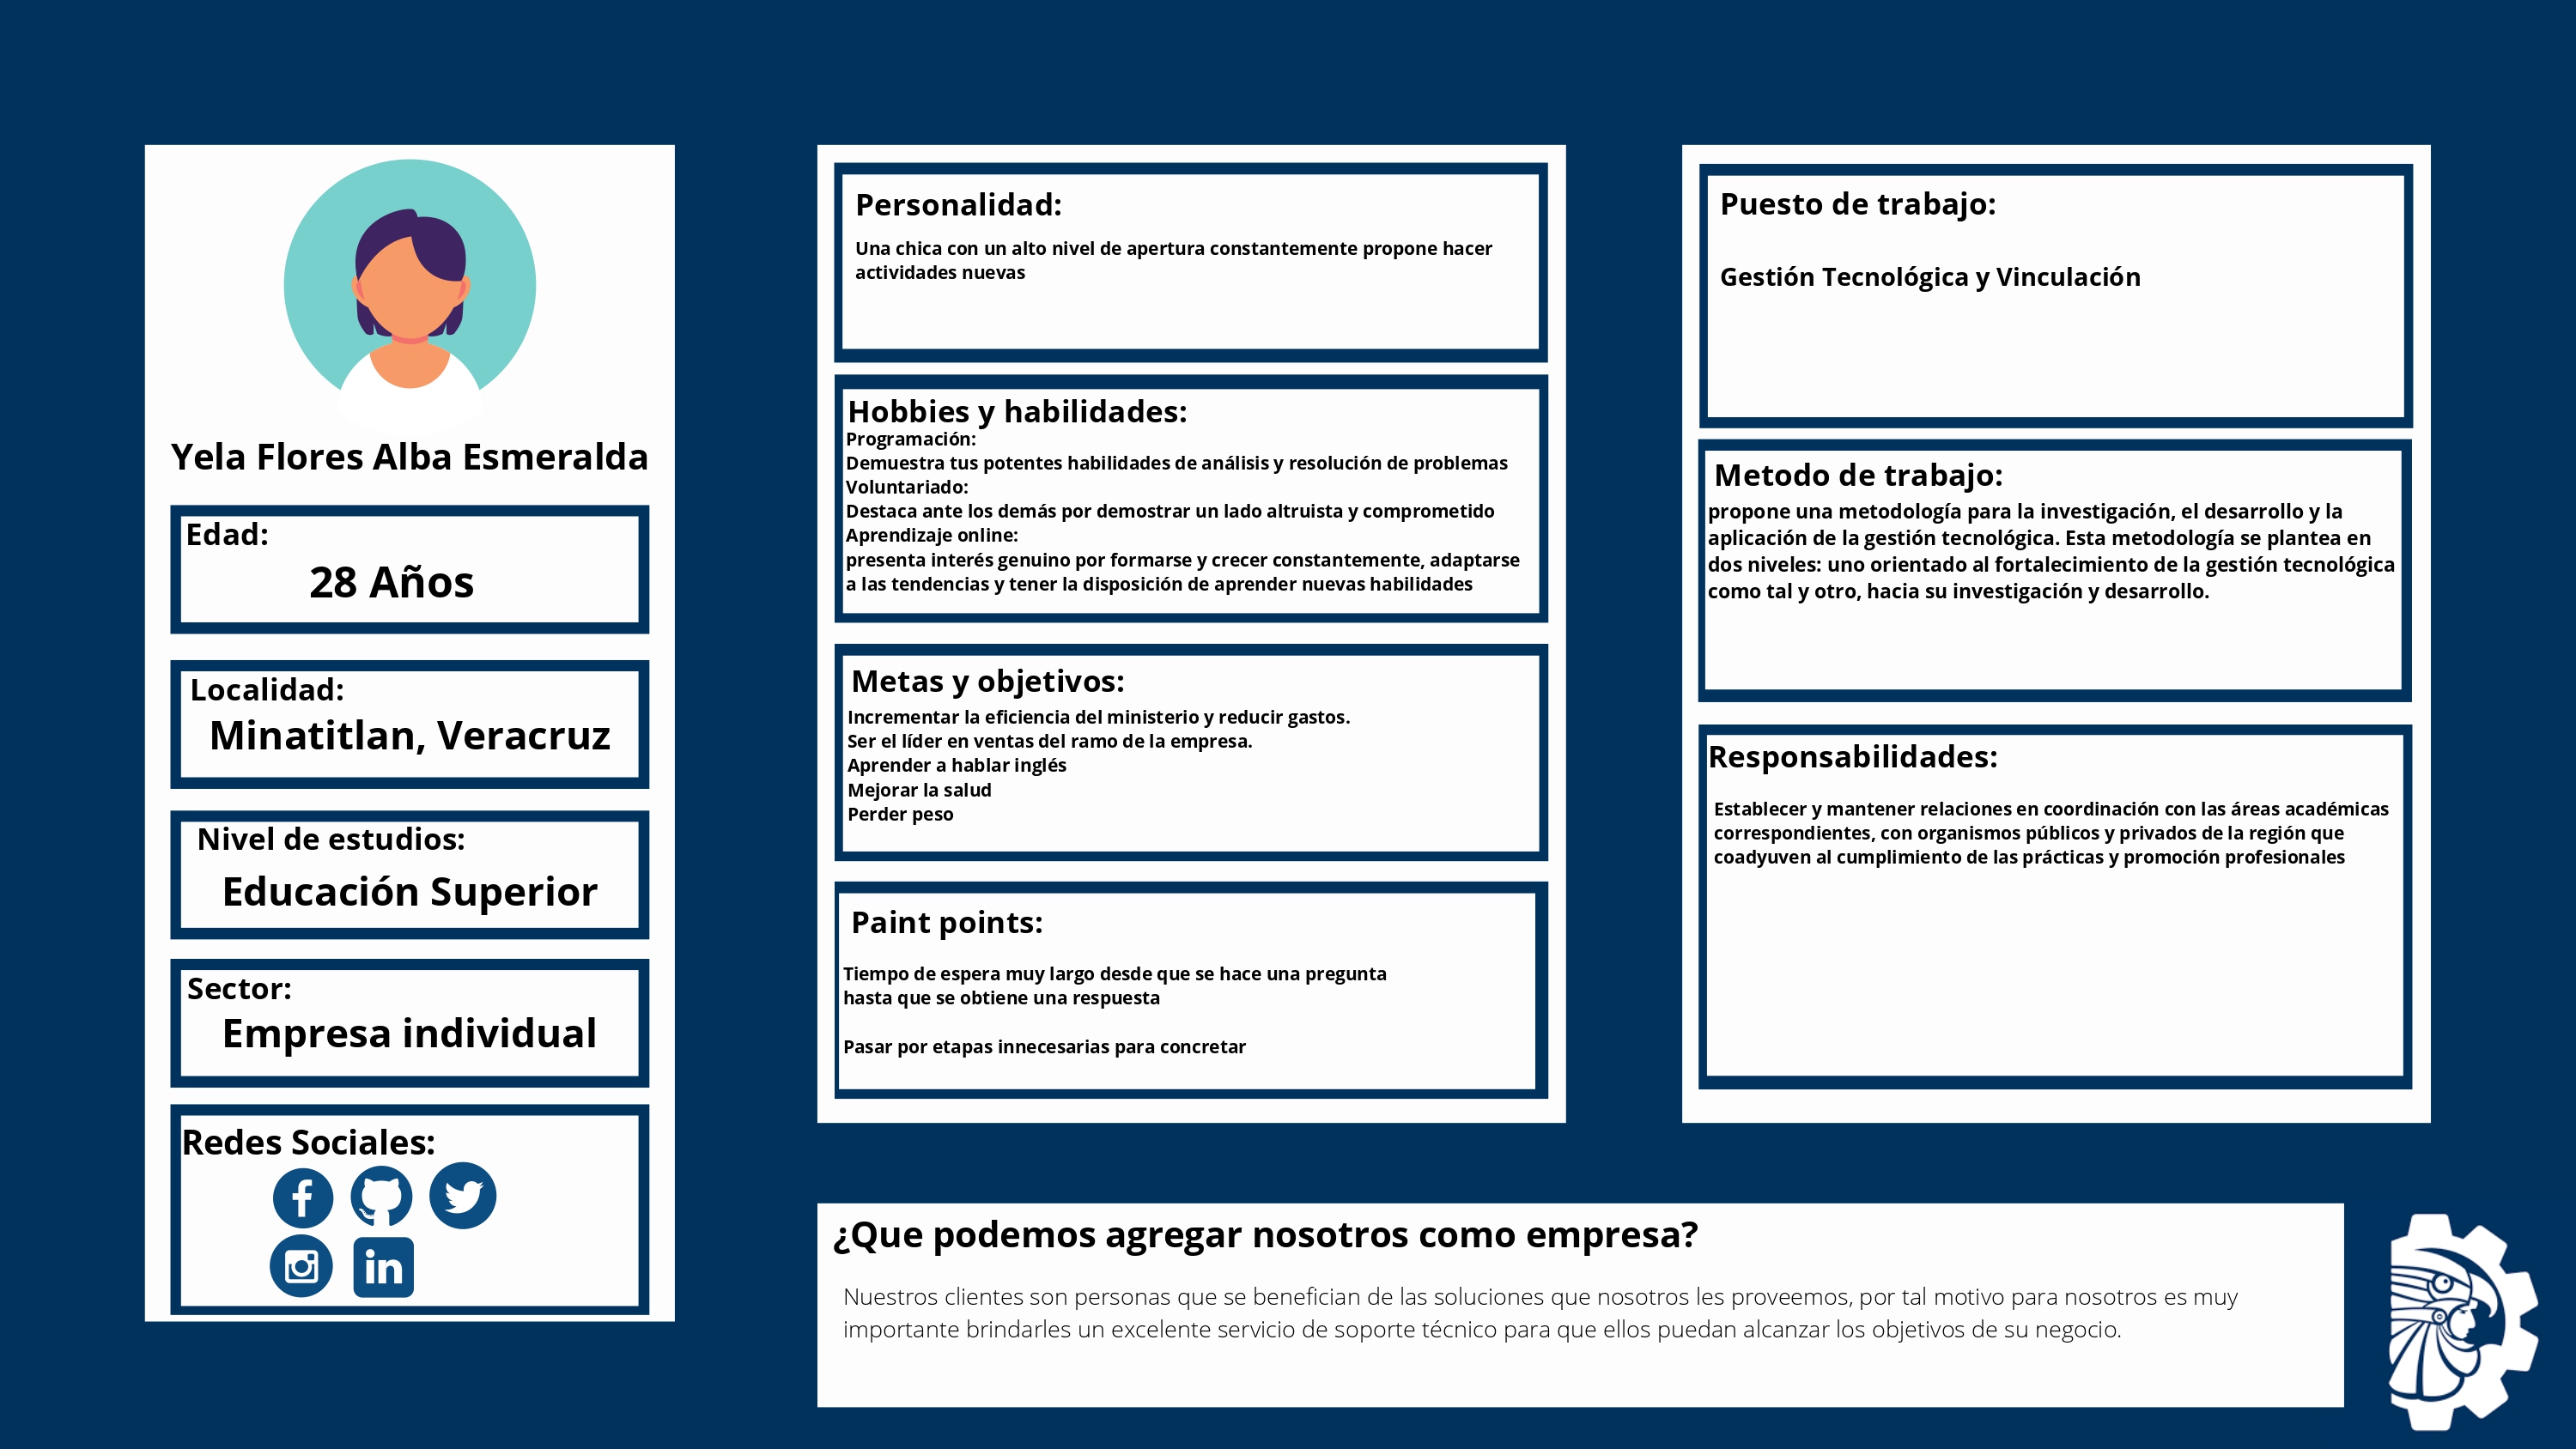 Yela Flores Alba Esmeralda
Edad:
28 Años
Localidad:
Minatitlan, Veracruz
Nivel de estudios:
Educación Superior
Sector:
Empresa individual
Redes Sociales:
Personalidad:
Una chica con un alto nivel de apertura constantemente propone hacer
actividades nuevas
Hobbies y habilidades:
Programación:
Demuestra tus potentes habilidades de análisis y resolución de problemas
Voluntariado:
Destaca ante los demás por demostrar un lado altruista y comprometido
Aprendizaje online:
presenta interés genuino por formarse y crecer constantemente, adaptarse
a las tendencias y tener la disposición de aprender nuevas habilidades
Metas y objetivos:
Incrementar la eficiencia del ministerio y reducir gastos.
Ser el líder en ventas del ramo de la empresa.
Aprender a hablar inglés
Mejorar la salud
Perder peso
Paint points:
Tiempo de espera muy largo desde que se hace una pregunta
hasta que se obtiene una respuesta
Pasar por etapas innecesarias para concretar
Puesto de trabajo:
Gestión Tecnológica y Vinculación
Metodo de trabajo:
propone una metodología para la investigación, el desarrollo y la
aplicación de la gestión tecnológica. Esta metodología se plantea en
dos niveles: uno orientado al fortalecimiento de la gestión tecnológica
como tal y otro, hacia su investigación y desarrollo.
Responsabilidades:
Establecer y mantener relaciones en coordinación con las áreas académicas
correspondientes, con organismos públicos y privados de la región que
coadyuven al cumplimiento de las prácticas y promoción profesionales
¿Que podemos agregar nosotros como empresa?
Nuestros clientes son personas que se benefician de las soluciones que nosotros les proveemos, por tal motivo para nosotros es muy
importante brindarles un excelente servicio de soporte técnico para que ellos puedan alcanzar los objetivos de su negocio.